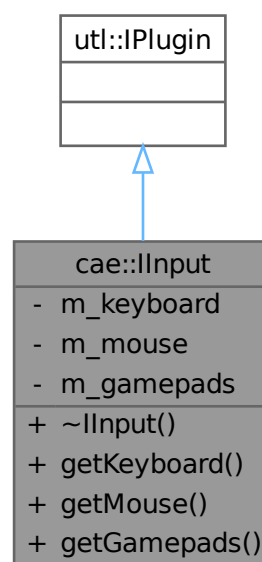 utl::IPlugin
cae::IInput
- m_keyboard
- m_mouse
- m_gamepads
+ ~IInput()
+ getKeyboard()
+ getMouse()
+ getGamepads()